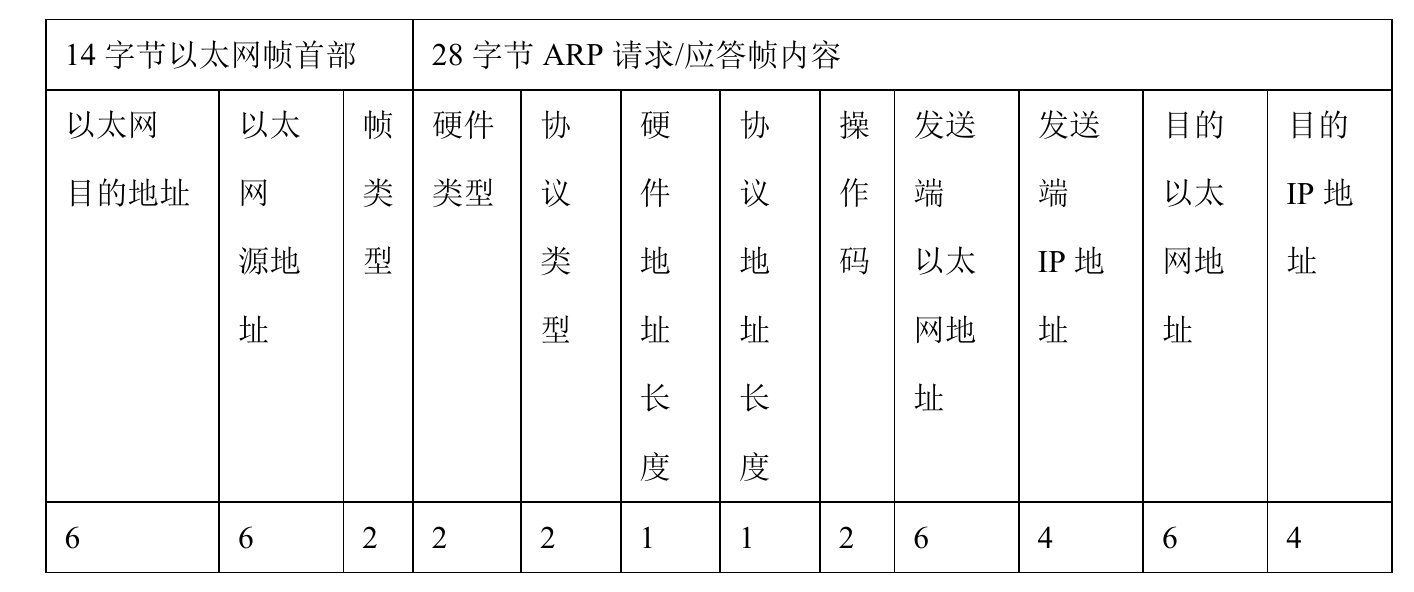 14 字节以太网帧首部
28 字节 ARP 请求/应答帧内容
以太网
目的地址
以太
网
源地
址
帧
类
型
硬件
类型
协
议
类
型
硬
件
地
址
长
度
协
议
地
址
长
度
操
作
码
发送
端
以太
网地
址
发送
端
IP 地
址
目的
以太
网地
址
目的
IP 地
址
6
6
2
2
2
1
1
2
6
4
6
4